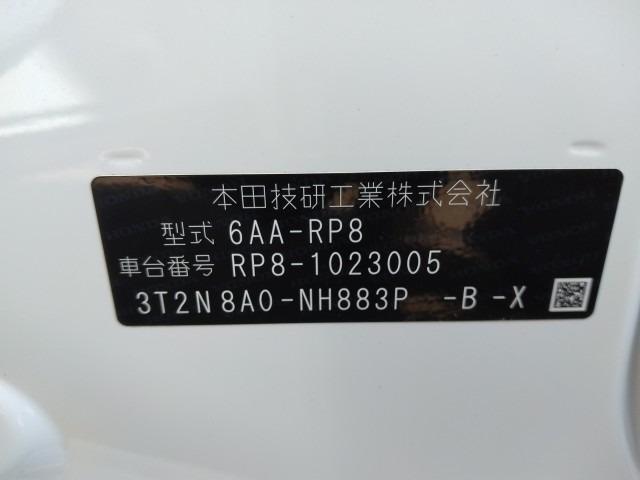 本田技研工業株式会社
型式 6AA-RP8
車台番号 RP8-1023005
3T2N8A0-NH883P -B-X